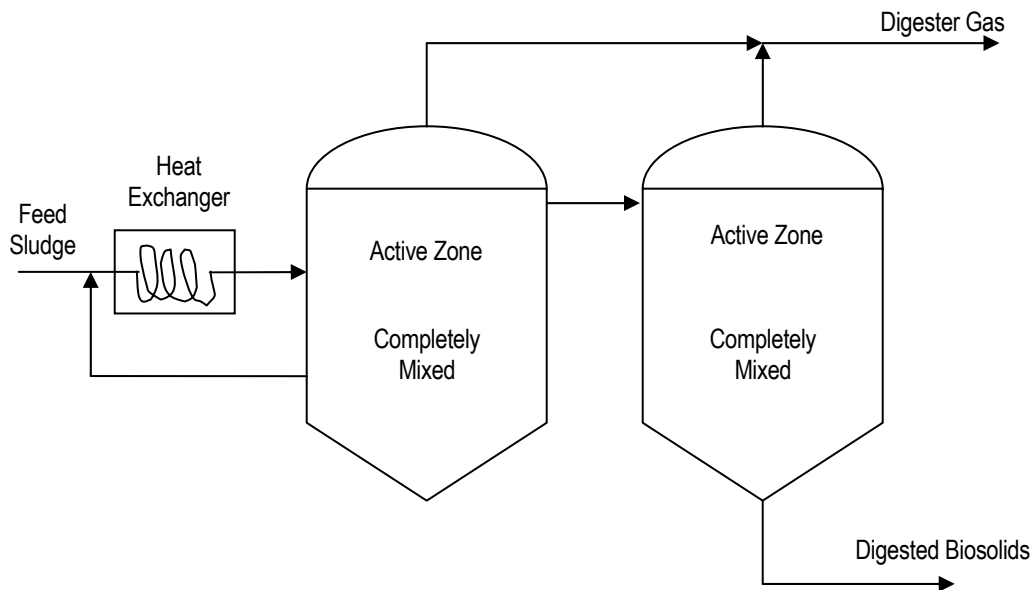 Digester Gas
Heat
Exchanger
Feed
Sludge
Active Zone
Completely
Mixed
Active Zone
Completely
Mixed
Digested Biosolids